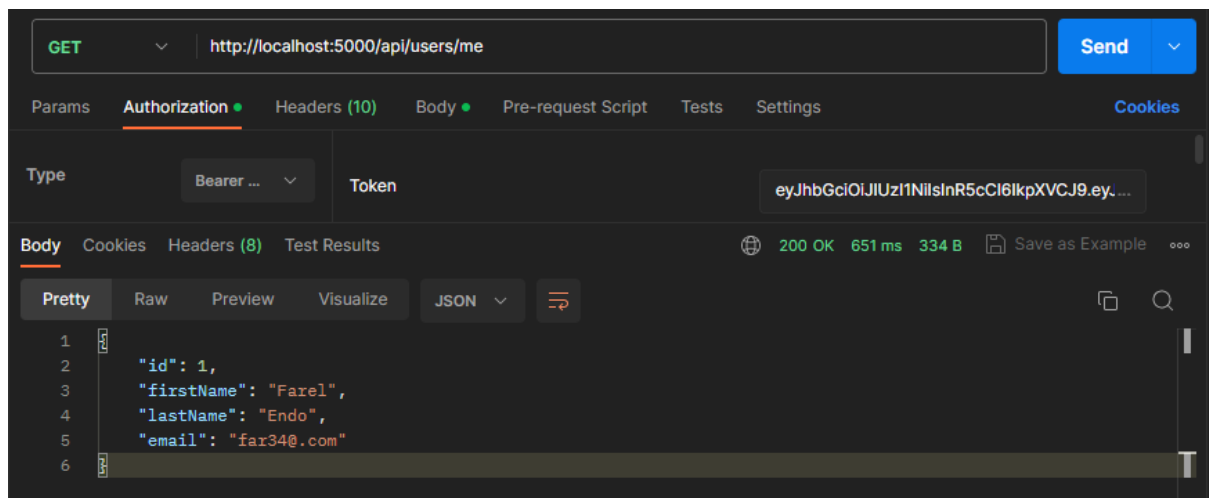 GET http://localhost:5000/api/users/me Send
Params Authorization Headers (10) Body Pre-request Script Tests Settings Cookies
Type Bearer ... Token eyJhbGciOiJIUzI1NiIsInR5cCI6IkpXVCJ9.eyJ...
Body Cookies Headers (8) Test Results 200 OK 651 ms 334 B Save as Example
Pretty Raw Preview Visualize JSON
1 {
2 "id": 1,
3 "firstName": "Farel",
4 "lastName": "Endo",
5 "email": "far34@.com"
6 }